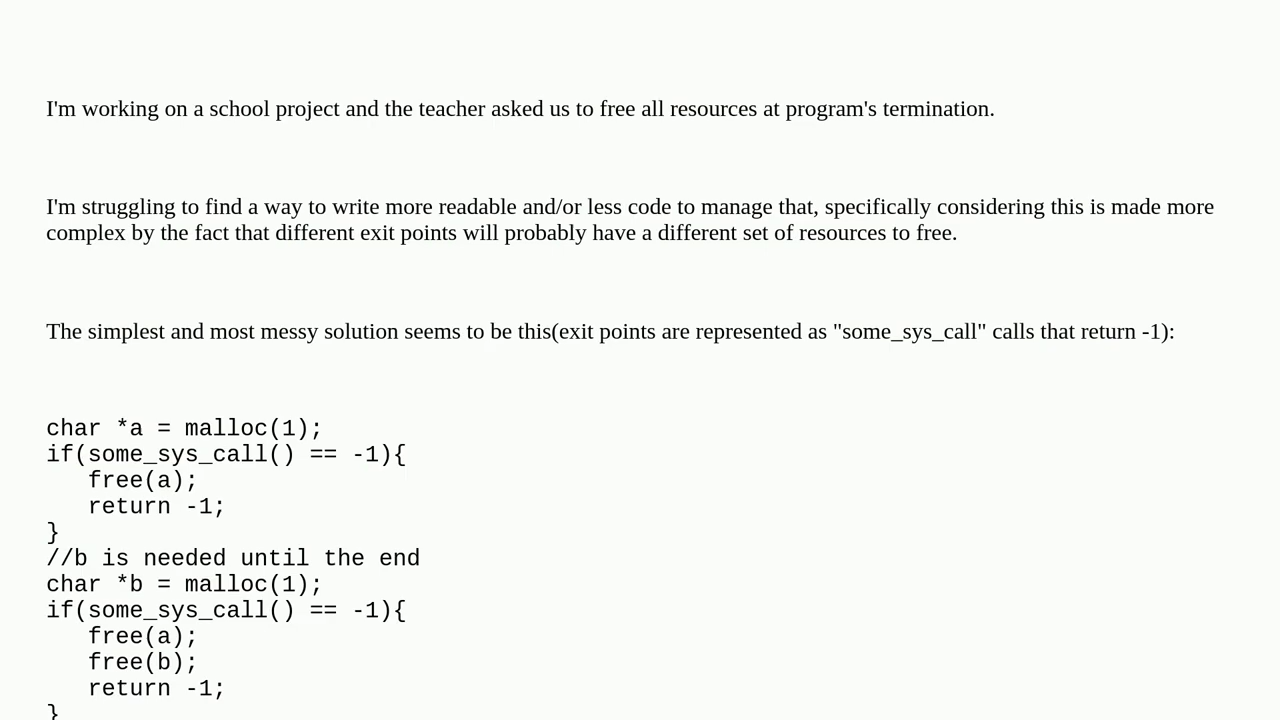 I'm working on a school project and the teacher asked us to free all resources at program's termination.
I'm struggling to find a way to write more readable and/or less code to manage that, specifically considering this is made more
complex by the fact that different exit points will probably have a different set of resources to free.
The simplest and most messy solution seems to be this(exit points are represented as "some_sys_call" calls that return -1):
char *a = malloc(1);
if(some_sys_call() == -1){
   free(a);
   return -1;
}
//b is needed until the end
char *b = malloc(1);
if(some_sys_call() == -1){
   free(a);
   free(b);
   return -1;
}